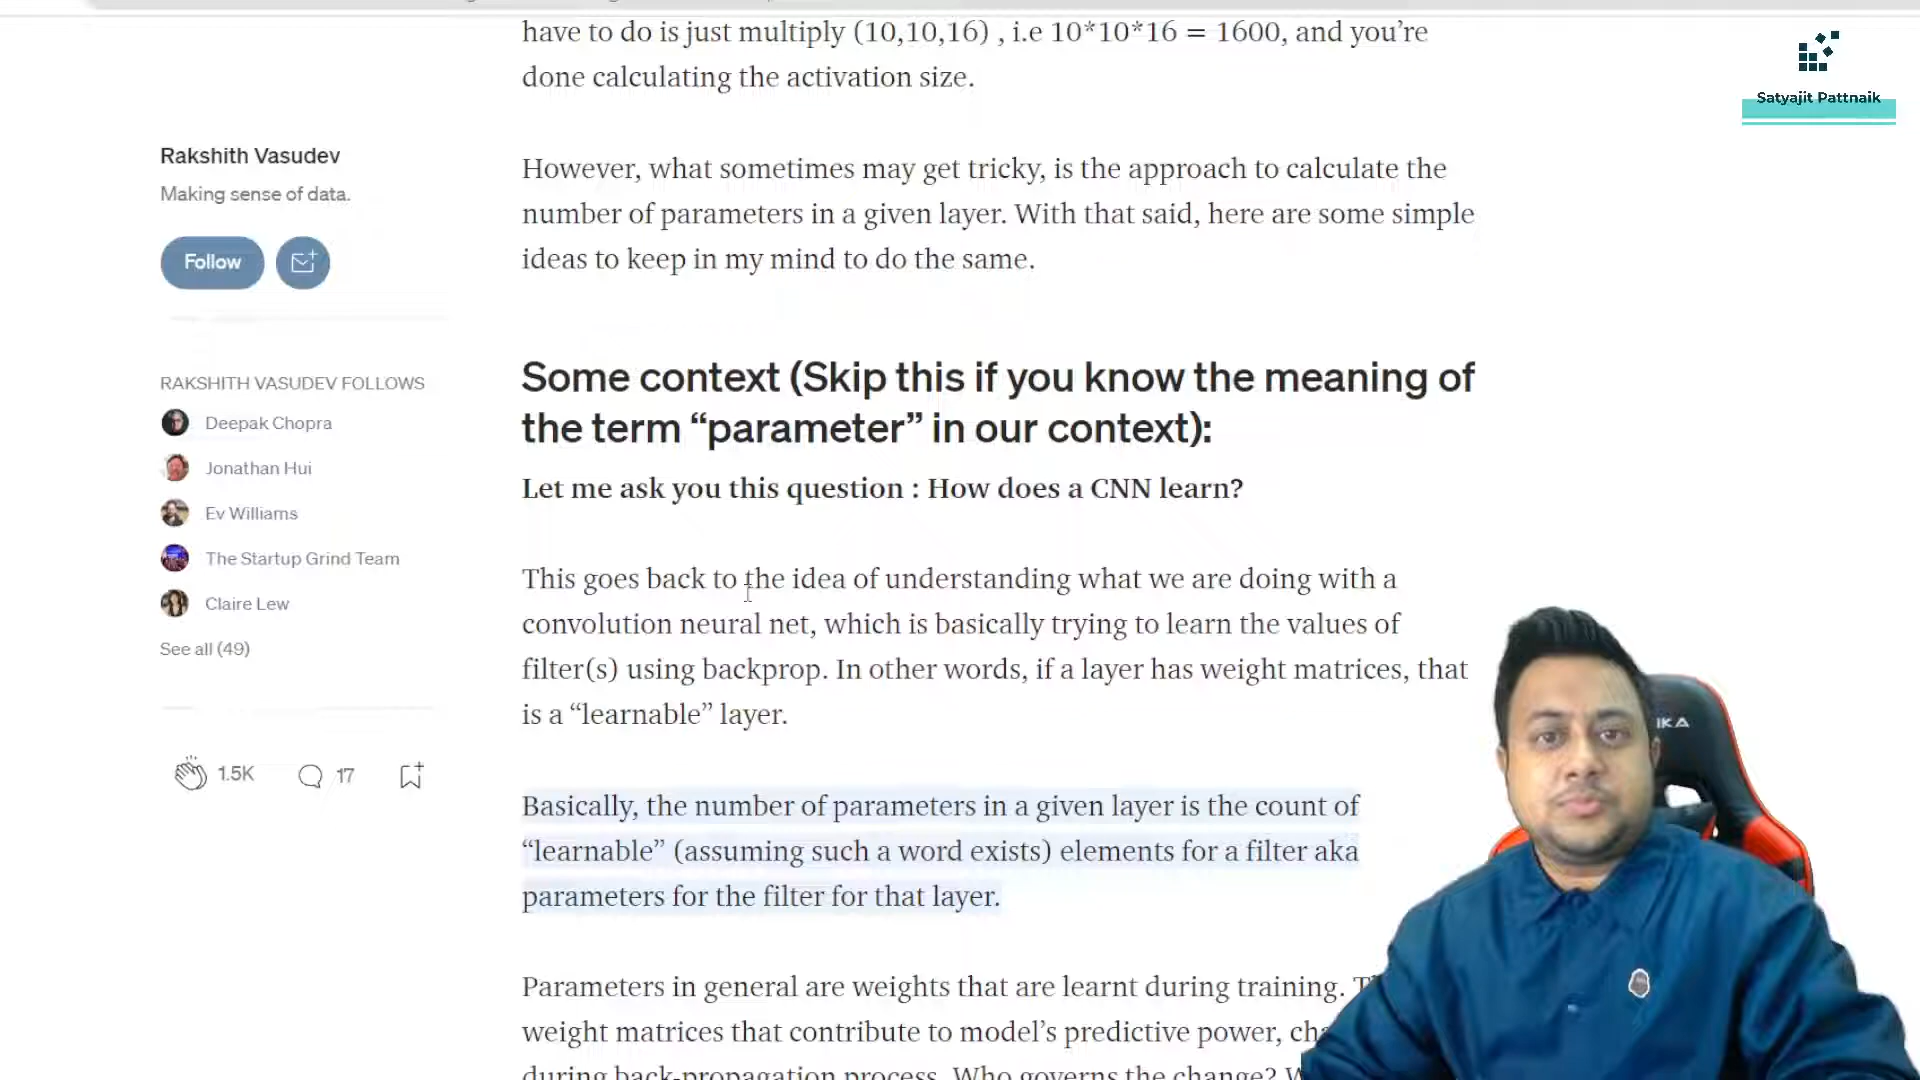 have to do is just multiply (10,10,16) , i.e 10*10*16 = 1600, and you’re
done calculating the activation size.
Satyajit Pattnaik
Rakshith Vasudev
Making sense of data.
Follow
However, what sometimes may get tricky, is the approach to calculate the
number of parameters in a given layer. With that said, here are some simple
ideas to keep in my mind to do the same.
RAKSHITH VASUDEV FOLLOWS
Deepak Chopra
Jonathan Hui
Ev Williams
The Startup Grind Team
Claire Lew
See all (49)
1.5K
17
Some context (Skip this if you know the meaning of
the term “parameter” in our context):
Let me ask you this question : How does a CNN learn?
This goes back to the idea of understanding what we are doing with a
convolution neural net, which is basically trying to learn the values of
filter(s) using backprop. In other words, if a layer has weight matrices, that
is a “learnable” layer.
Basically, the number of parameters in a given layer is the count of
“learnable” (assuming such a word exists) elements for a filter aka
parameters for the filter for that layer.
Parameters in general are weights that are learnt during training.
weight matrices that contribute to model’s predictive power,
during back-propagation process. Who governs the change?
IKA